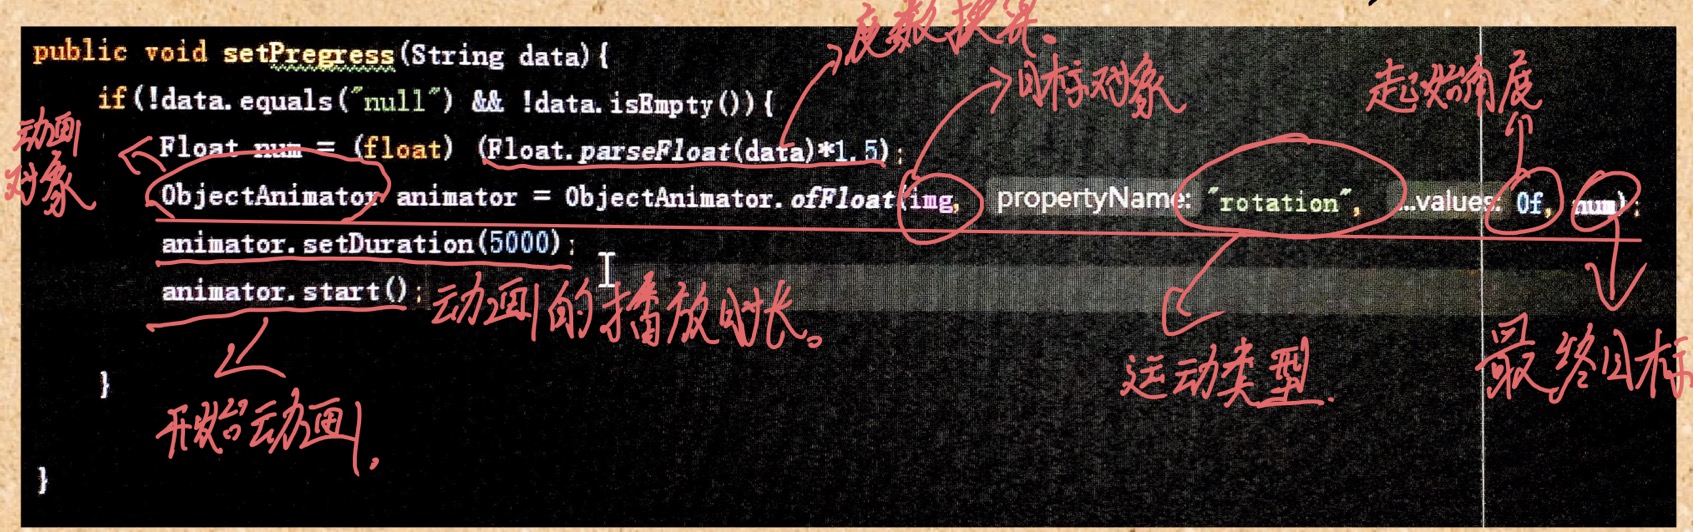 度数换算.
public void setPregress(String data){
目标对象
起始角度
if(!data.equals("null") && !data.isEmpty()){
动画
对象
Float num = (float) (Float.parseFloat(data)*1.5);
ObjectAnimator animator = ObjectAnimator.ofFloat(img, propertyName: "rotation", ...values: 0f, num);
animator.setDuration(5000);
animator.start();
动画的播放时长。
运动类型.
最终目标
}
开始动画.
}